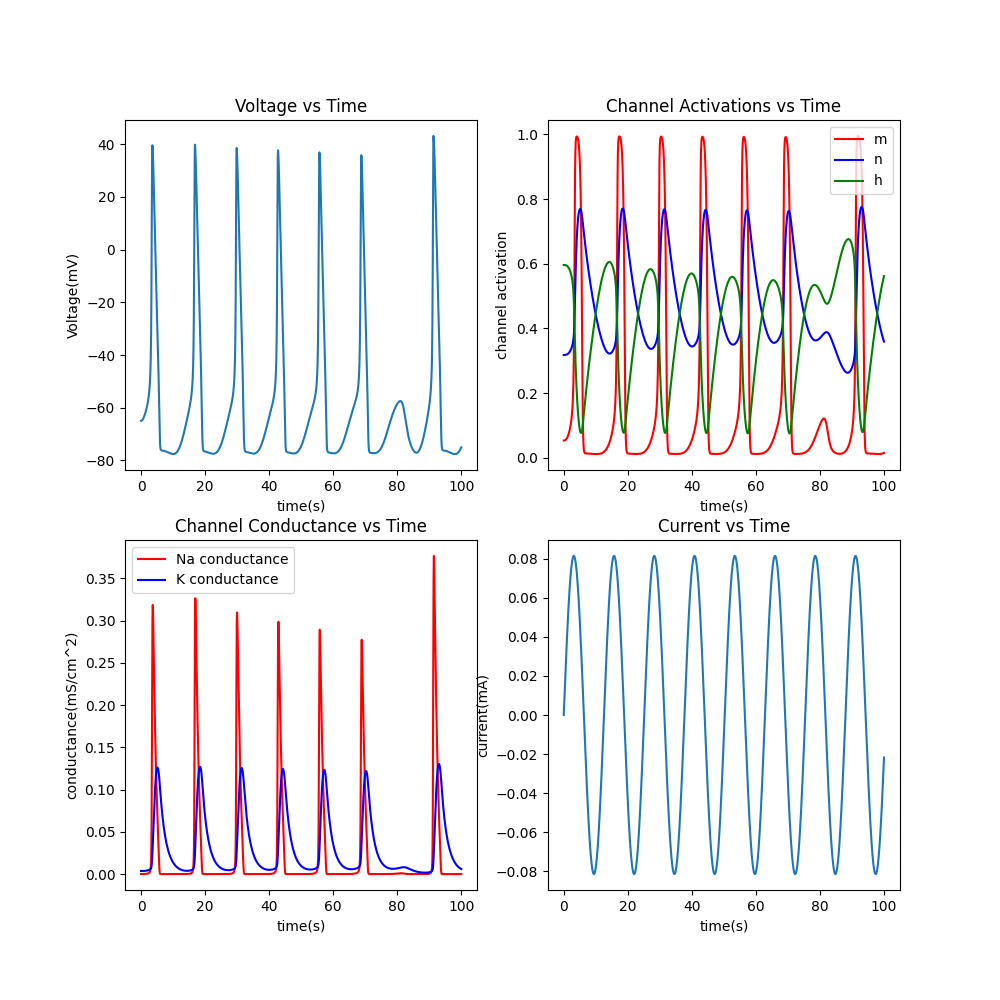 Voltage vs Time
Voltage(mV)
40
20
0
−20
−40
−60
−80
0 20 40 60 80 100
time(s)
Channel Activations vs Time
channel activation
1.0
0.8
0.6
0.4
0.2
0.0
m
n
h
0 20 40 60 80 100
time(s)
Channel Conductance vs Time
conductance(mS/cm^2)
Na conductance
K conductance
0.35
0.30
0.25
0.20
0.15
0.10
0.05
0.00
0 20 40 60 80 100
time(s)
Current vs Time
current(mA)
0.08
0.06
0.04
0.02
0.00
−0.02
−0.04
−0.06
−0.08
0 20 40 60 80 100
time(s)